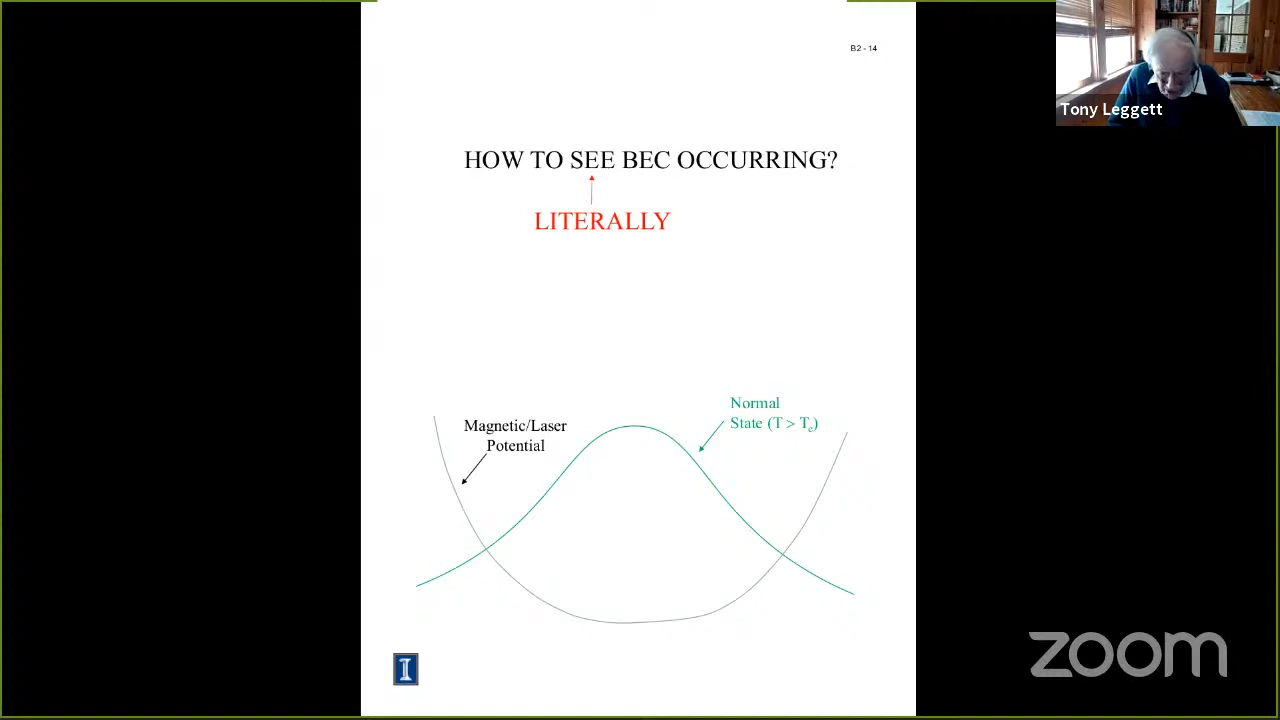 B2 - 14
Tony Leggett
HOW TO SEE BEC OCCURRING?
LITERALLY
Normal
State (T > Tc)
Magnetic/Laser
Potential
I
zoom